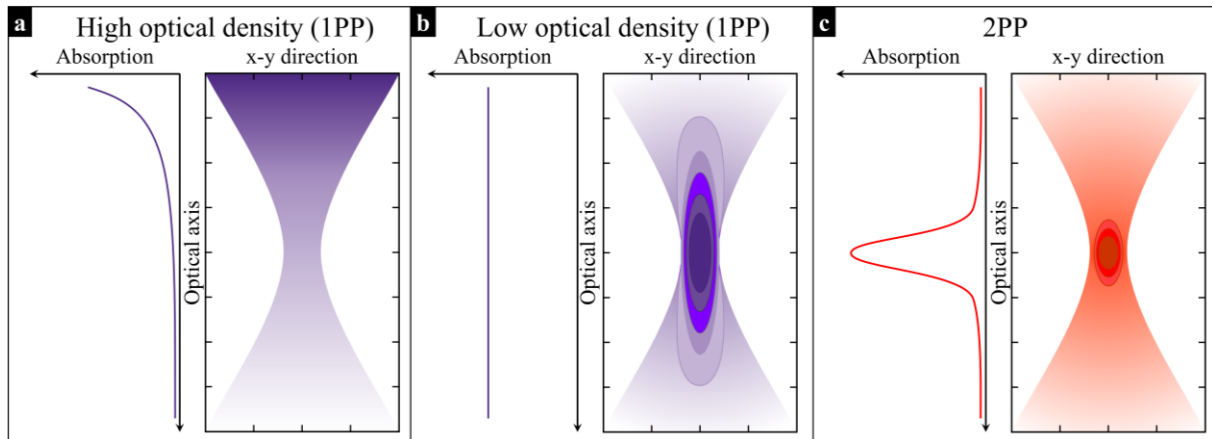 a
High optical density (1PP)
Absorption
x-y direction
Optical axis
b
Low optical density (1PP)
Absorption
x-y direction
Optical axis
c
2PP
Absorption
x-y direction
Optical axis